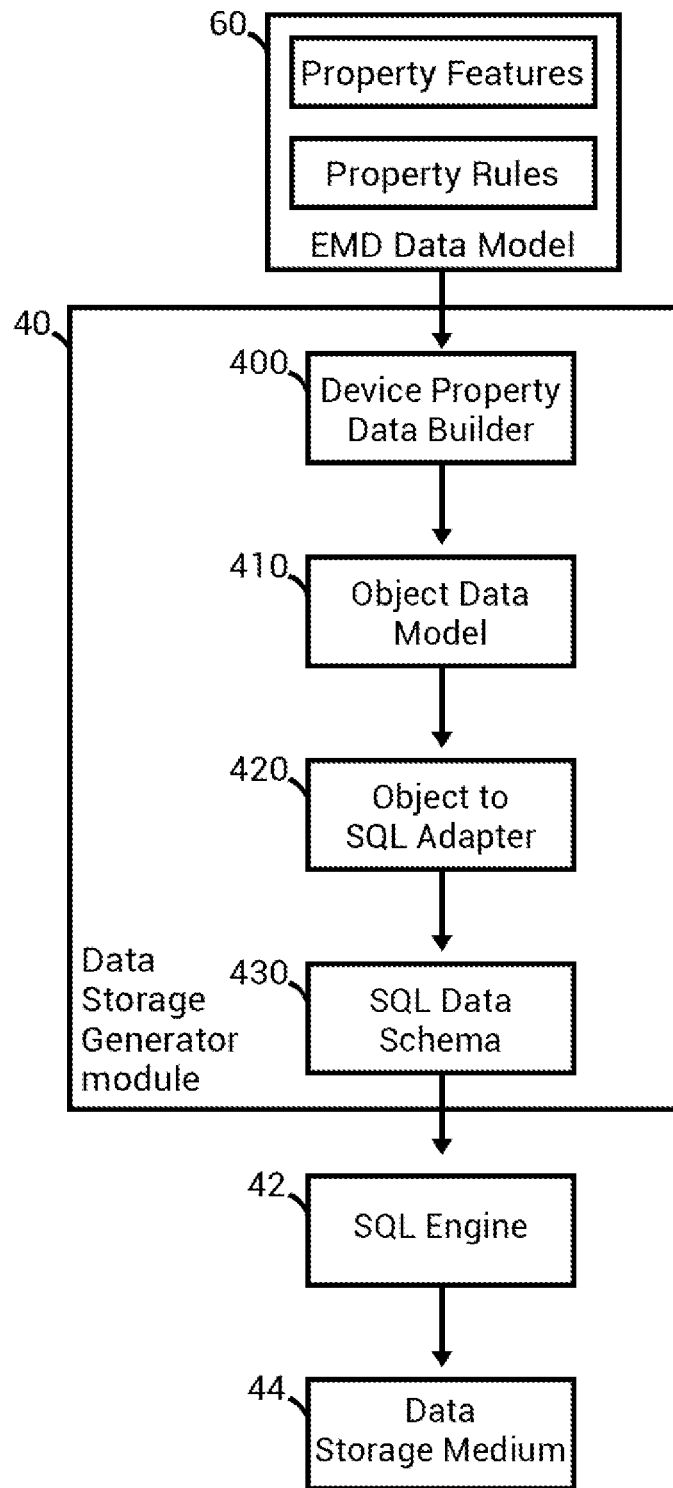 60
Property Features
Property Rules
EMD Data Model
40
400
Device Property
Data Builder
410
Object Data
Model
420
Object to
SQL Adapter
Data
Storage
Generator
module
430
SQL Data
Schema
42
SQL Engine
44
Data
Storage Medium